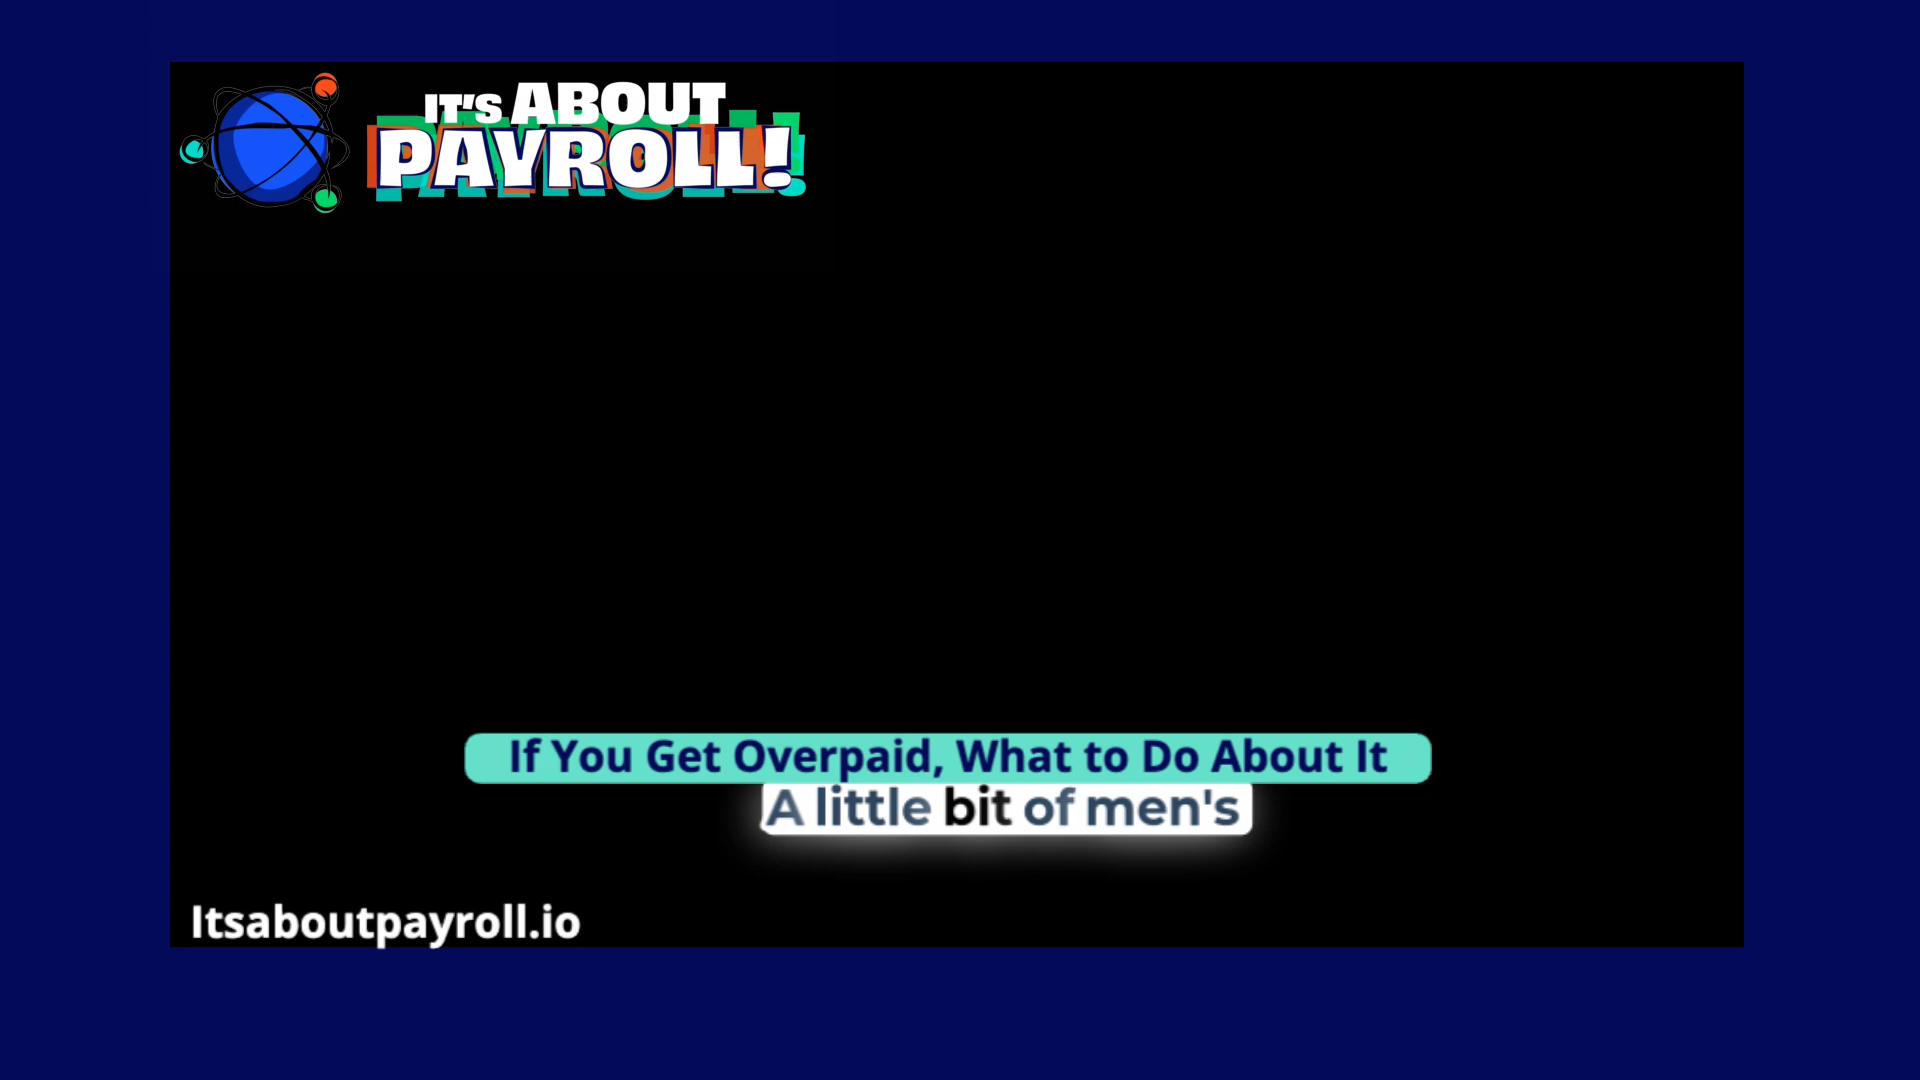 IT'S ABOUT
PAYROLL!
If You Get Overpaid, What to Do About It
A little bit of men's
Itsaboutpayroll.io